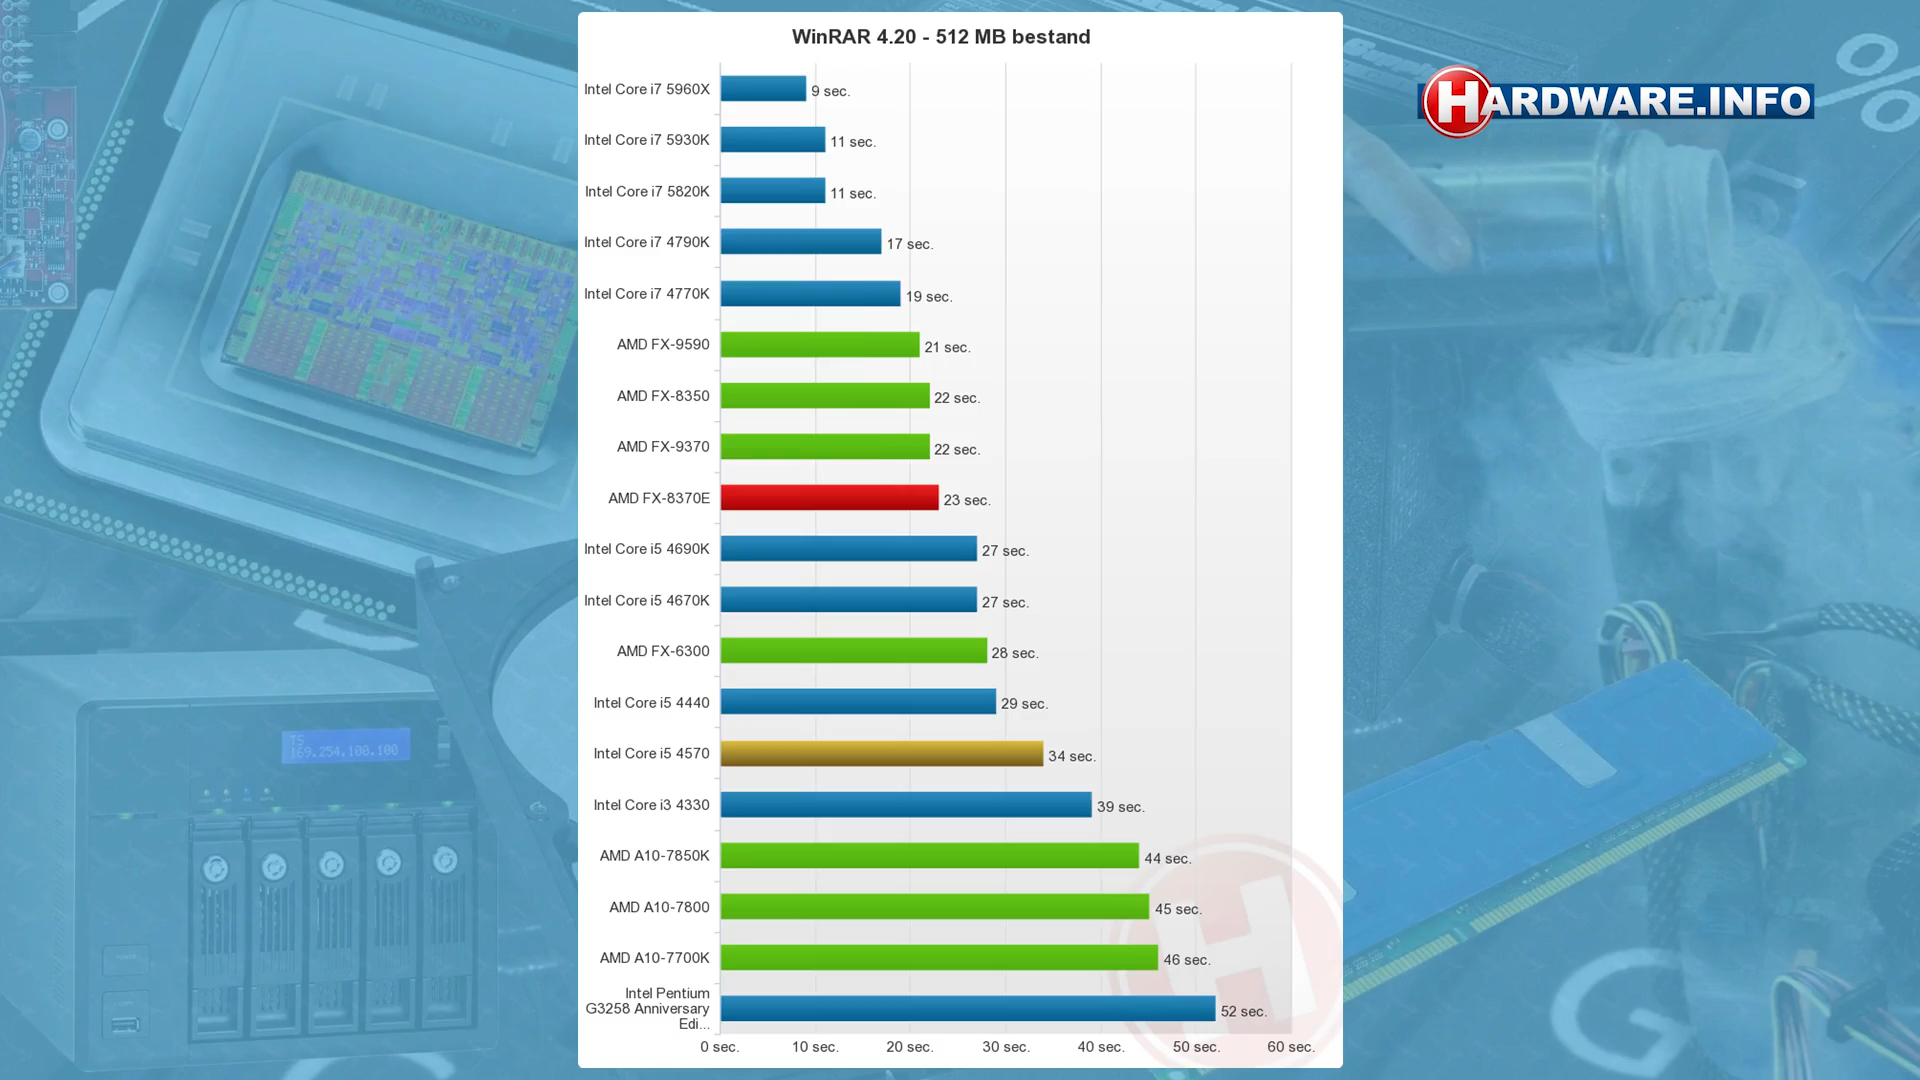 WinRAR 4.20 - 512 MB bestand
HARDWARE.INFO
Intel Core i7 5960X 9 sec.
Intel Core i7 5930K 11 sec.
Intel Core i7 5820K 11 sec.
Intel Core i7 4790K 17 sec.
Intel Core i7 4770K 19 sec.
AMD FX-9590 21 sec.
AMD FX-8350 22 sec.
AMD FX-9370 22 sec.
AMD FX-8370E 23 sec.
Intel Core i5 4690K 27 sec.
Intel Core i5 4670K 27 sec.
AMD FX-6300 28 sec.
Intel Core i5 4440 29 sec.
Intel Core i5 4570 34 sec.
Intel Core i3 4330 39 sec.
AMD A10-7850K 44 sec.
AMD A10-7800 45 sec.
AMD A10-7700K 46 sec.
Intel Pentium
G3258 Anniversary 52 sec.
Edi...
0 sec. 10 sec. 20 sec. 30 sec. 40 sec. 50 sec. 60 sec.
TS
169.254.100.100
H